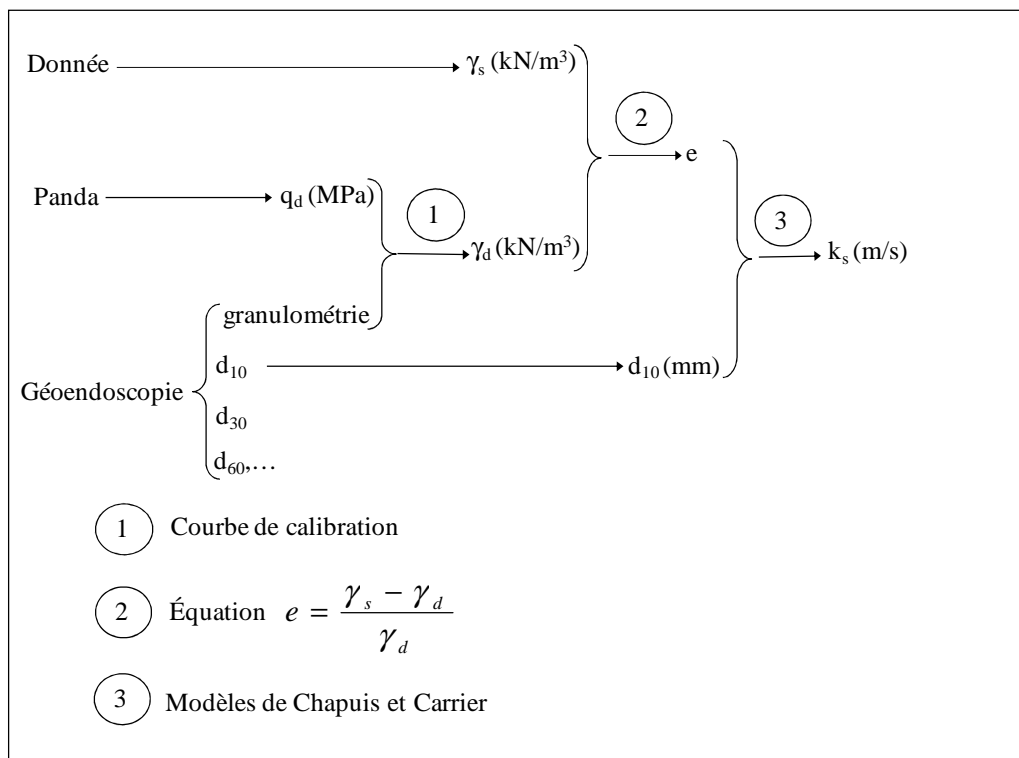 Donnée γs (kN/m³)
2
e
Panda qd (MPa)
1
3
γd (kN/m³)
ks (m/s)
granulométrie
d10 d10 (mm)
Géoendoscopie
d30
d60,…
1 Courbe de calibration
2 Équation e = (γs − γd) / γd
3 Modèles de Chapuis et Carrier